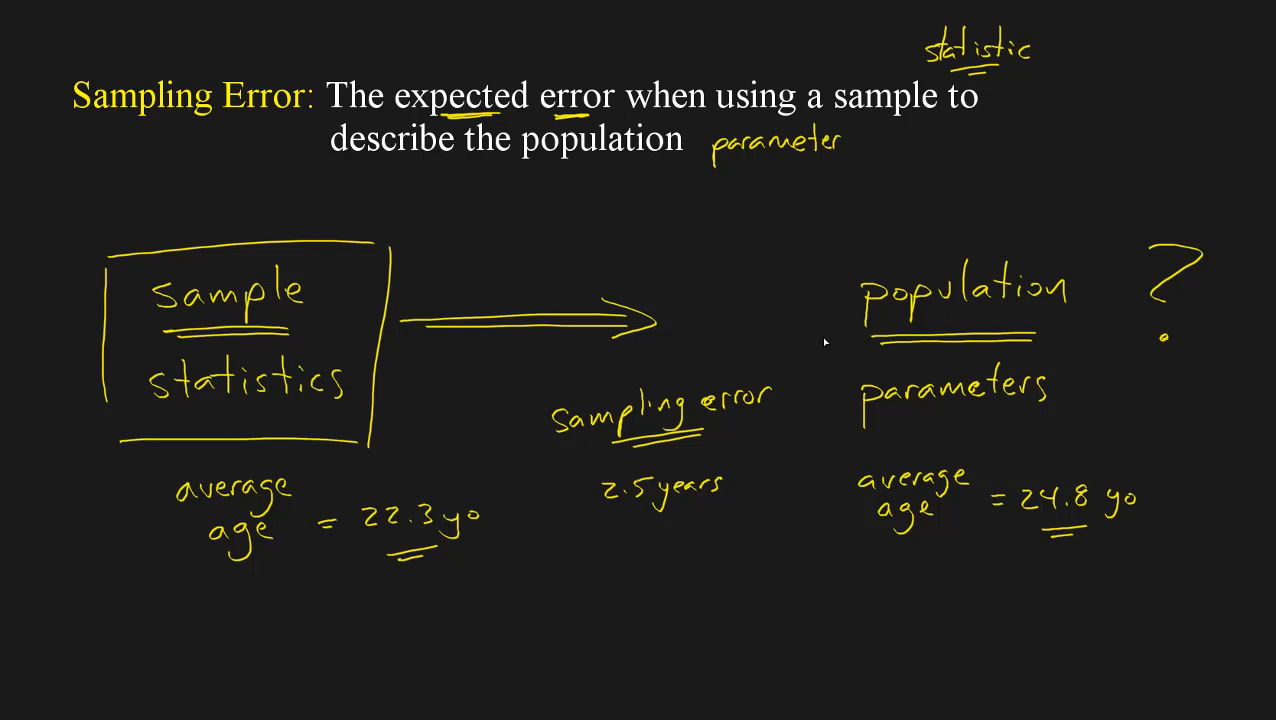 statistic
Sampling Error: The expected error when using a sample to
describe the population parameter
sample
statistics
population ?
parameters
sampling error
2.5 years
average
age = 22.3 yo
average
age = 24.8 yo